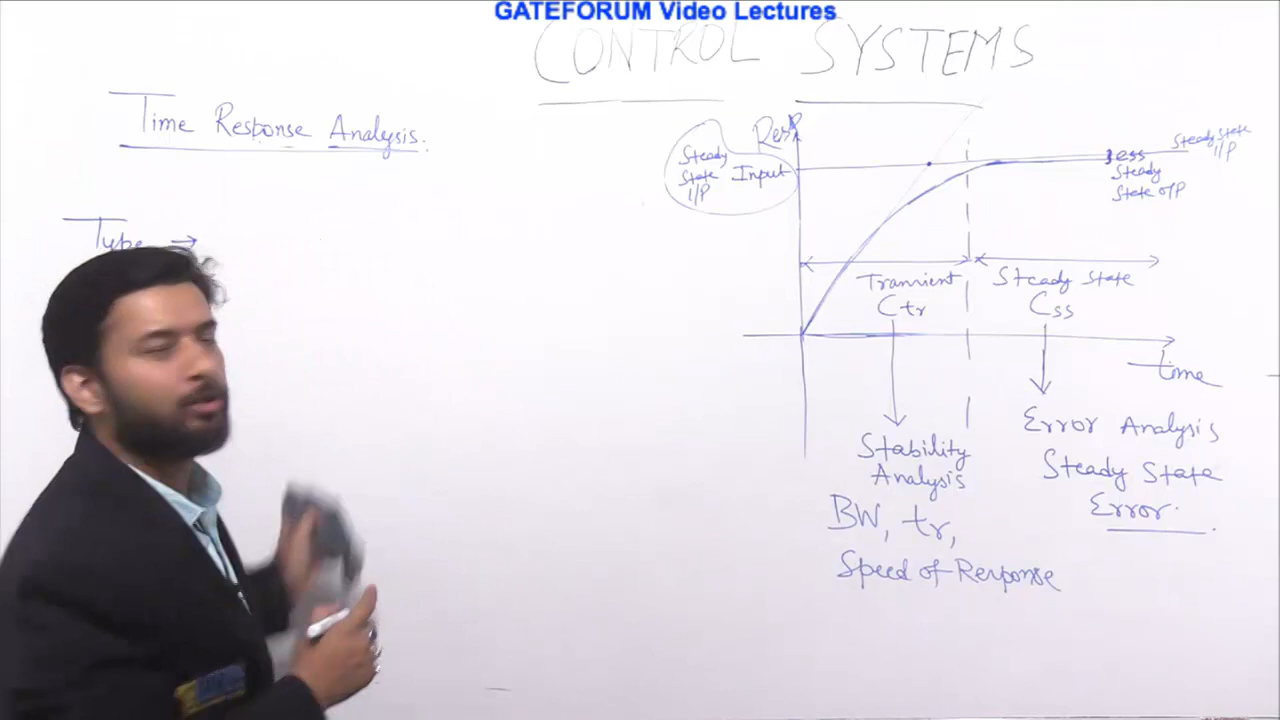 GATEFORUM Video Lectures
CONTROL SYSTEMS
Time Response Analysis.
Type →
Resp
Steady
State
I/P
Input
Steady State
I/P
ess
Steady
State o/p
Transient
Ctr
Steady State
Css
time
Stability
Analysis
BW, tr,
Speed of Response
Error Analysis
Steady State
Error.